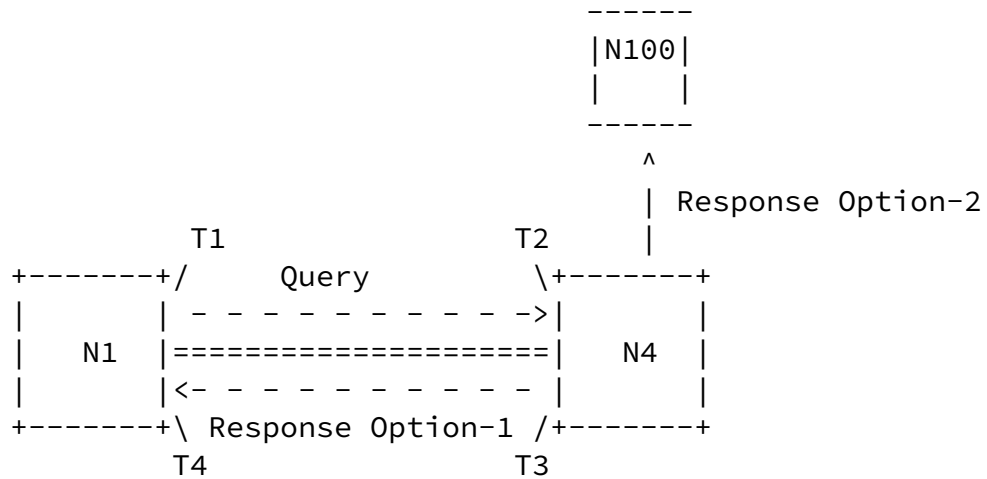 ------
|N100|
|    |
------
^
| Response Option-2
T1 T2 |
+-------+/ Query \+-------+
| | - - - - - - - - - - ->| |
| N1 |=====================| N4 |
| |<- - - - - - - - - - - | |
+-------+\ Response Option-1 /+-------+
T4 T3